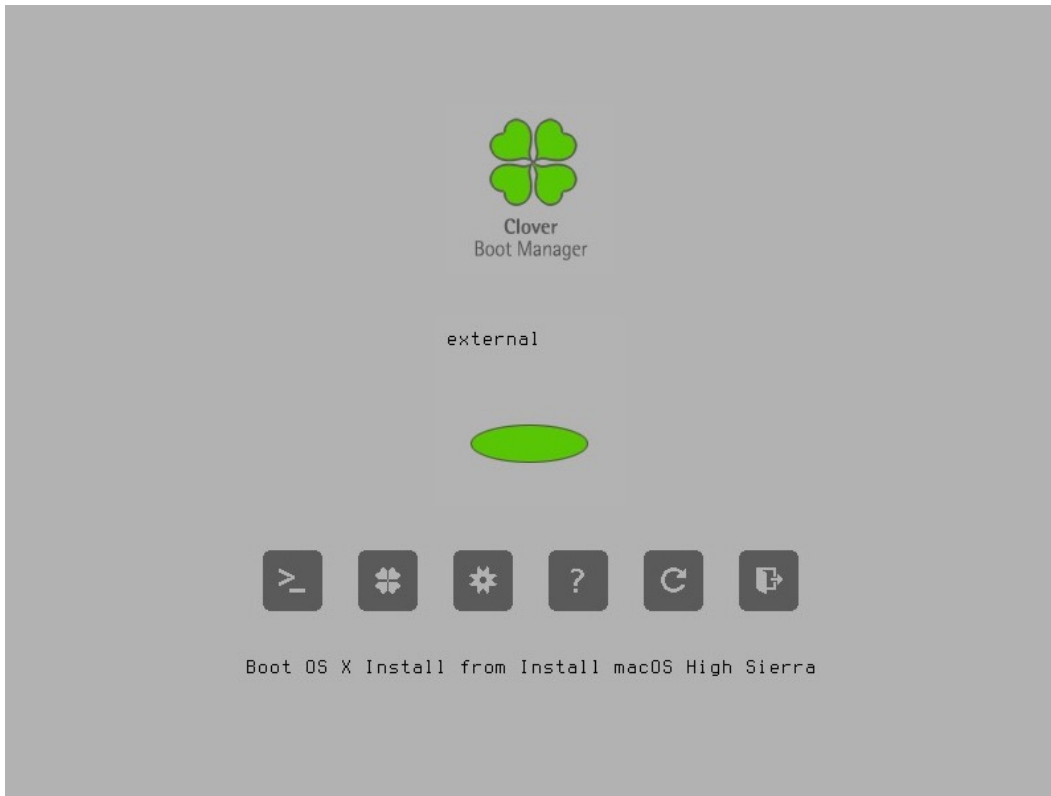 Clover
Boot Manager
external
>_
?
Boot OS X Install from Install macOS High Sierra